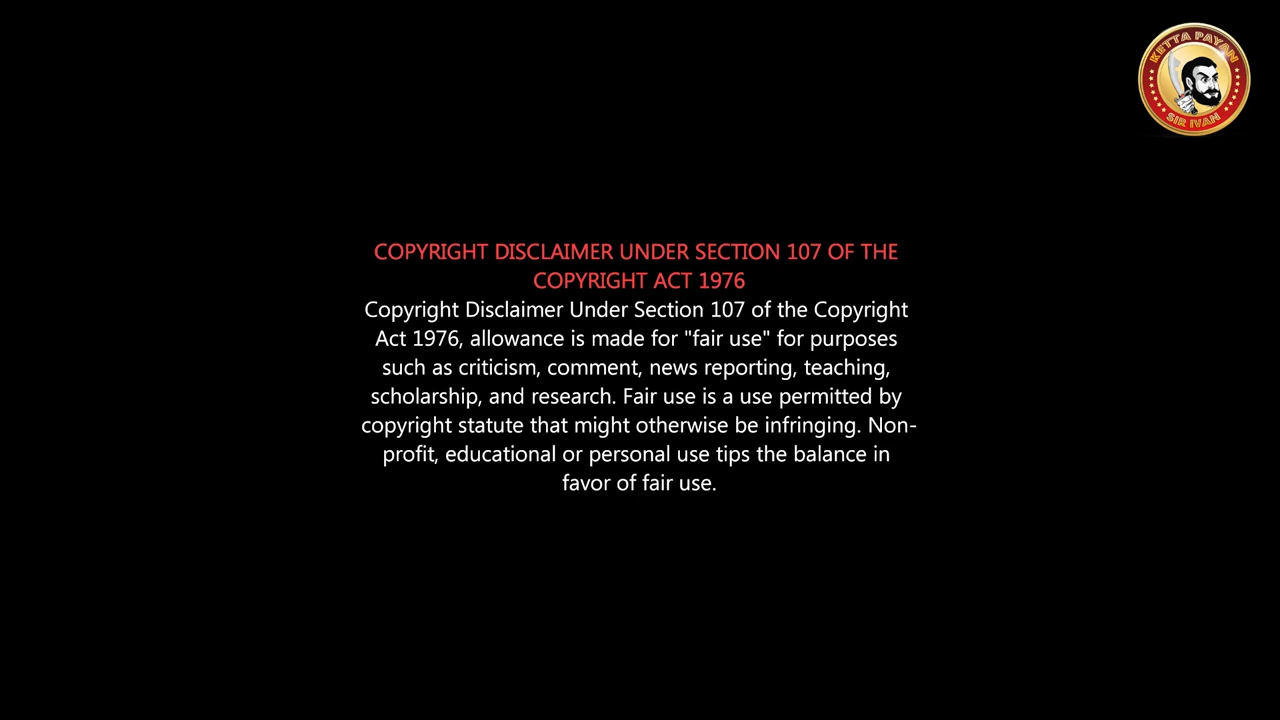 KETTA PAYAN
SIR IVAN
COPYRIGHT DISCLAIMER UNDER SECTION 107 OF THE
COPYRIGHT ACT 1976
Copyright Disclaimer Under Section 107 of the Copyright
Act 1976, allowance is made for "fair use" for purposes
such as criticism, comment, news reporting, teaching,
scholarship, and research. Fair use is a use permitted by
copyright statute that might otherwise be infringing. Non-
profit, educational or personal use tips the balance in
favor of fair use.